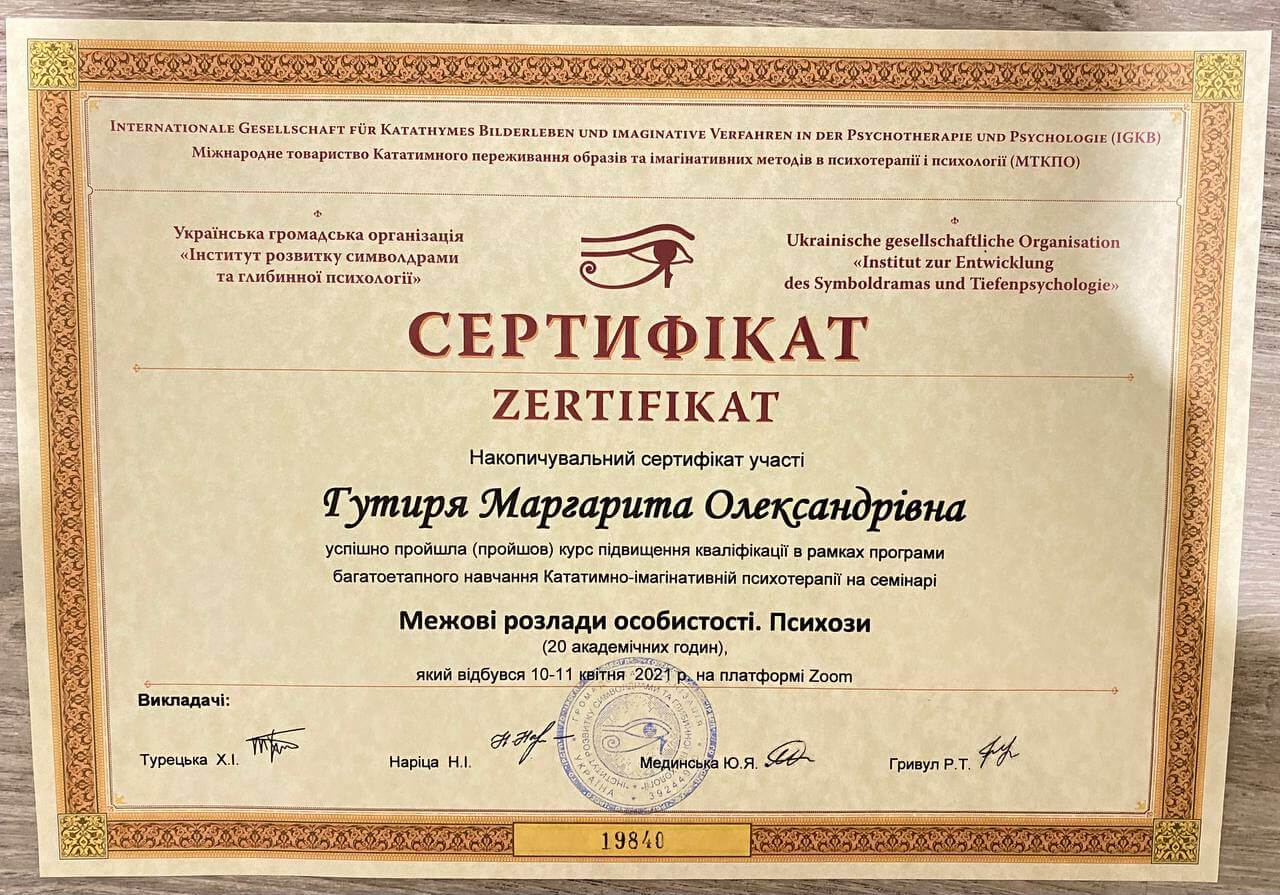 INTERNATIONALE GESELLSCHAFT FÜR KATATHYMES BILDERLEBEN UND IMAGINATIVE VERFAHREN IN DER PSYCHOTHERAPIE UND PSYCHOLOGIE (IGKB)
Міжнародне товариство Кататимного переживання образів та імагінативних методів в психотерапії і психології (МТКПО)
Українська громадська організація
«Інститут розвитку символдрами
та глибинної психології»
Ukrainische gesellschaftliche Organisation
«Institut zur Entwicklung
des Symboldramas und Tiefenpsychologie»
СЕРТИФІКАТ
ZERTIFIKAT
Накопичувальний сертифікат участі
Гутиря Маргарита Олександрівна
успішно пройшла (пройшов) курс підвищення кваліфікації в рамках програми
багатоетапного навчання Кататимно-імагінативній психотерапії на семінарі
Межові розлади особистості. Психози
(20 академічних годин),
який відбувся 10-11 квітня 2021 р. на платформі Zoom
Викладачі:
Турецька Х.І.
Наріца Н.І.
Мединська Ю.Я.
Гривул Р.Т.
УКРАЇНА
19840